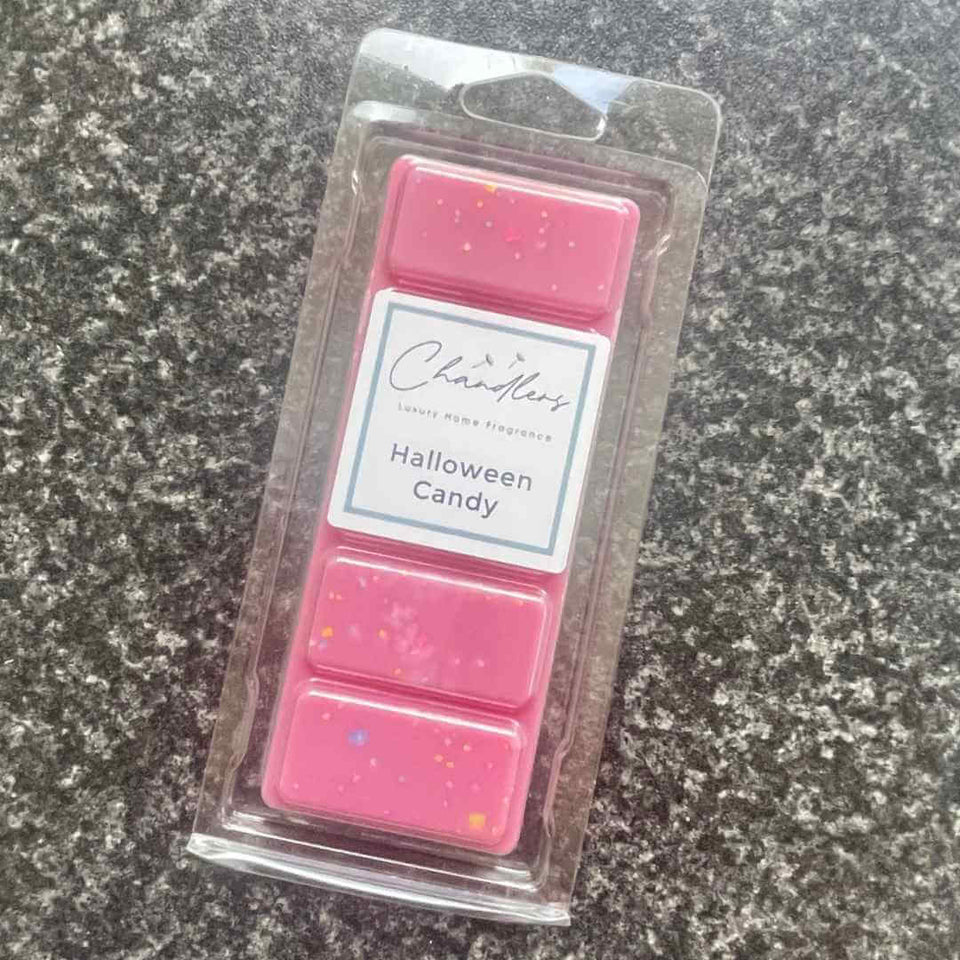 Chandlers
Luxury Home Fragrance
Halloween
Candy